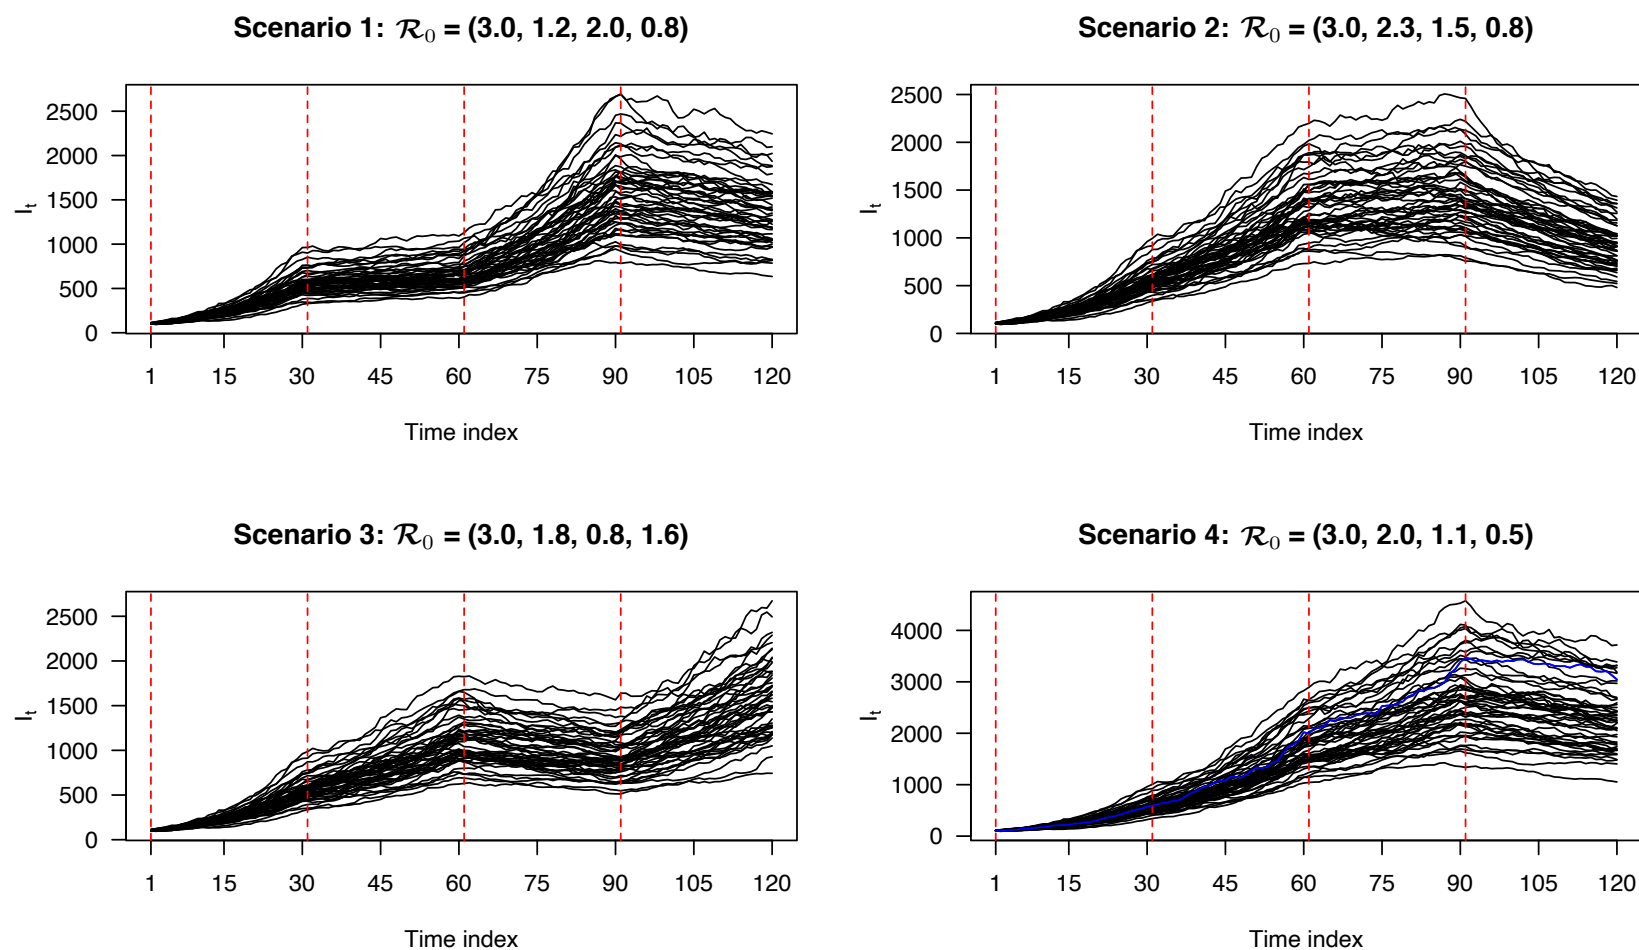 Scenario 1: ℛ₀ = (3.0, 1.2, 2.0, 0.8)
Iₜ
2500
2000
1500
1000
500
0
1 15 30 45 60 75 90 105 120
Time index
Scenario 2: ℛ₀ = (3.0, 2.3, 1.5, 0.8)
Iₜ
2500
2000
1500
1000
500
0
1 15 30 45 60 75 90 105 120
Time index
Scenario 3: ℛ₀ = (3.0, 1.8, 0.8, 1.6)
Iₜ
2500
2000
1500
1000
500
0
1 15 30 45 60 75 90 105 120
Time index
Scenario 4: ℛ₀ = (3.0, 2.0, 1.1, 0.5)
Iₜ
4000
3000
2000
1000
0
1 15 30 45 60 75 90 105 120
Time index